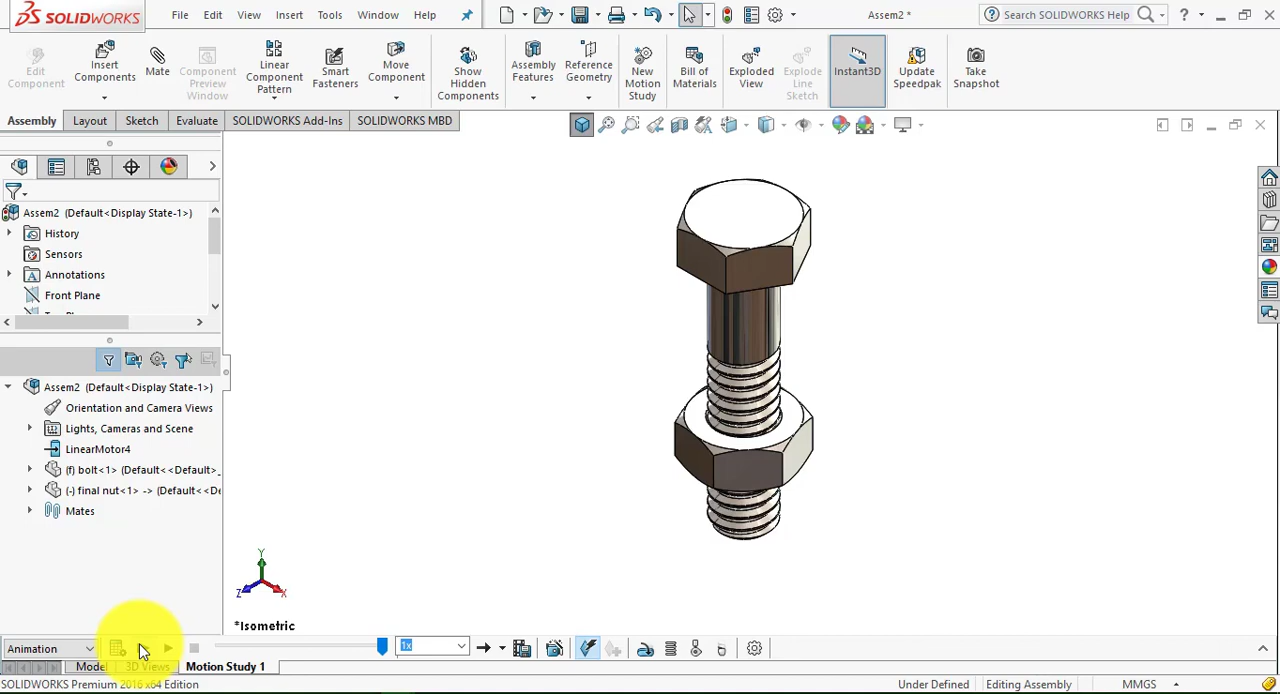 SOLIDWORKS File Edit View Insert Tools Window Help Assem2 * Search SOLIDWORKS Help ?
Edit Component
Insert Components
Mate
Component Preview Window
Linear Component Pattern
Smart Fasteners
Move Component
Show Hidden Components
Assembly Features
Reference Geometry
New Motion Study
Bill of Materials
Exploded View
Explode Line Sketch
Instant3D
Update Speedpak
Take Snapshot
Assembly Layout Sketch Evaluate SOLIDWORKS Add-Ins SOLIDWORKS MBD
Assem2 (Default<Display State-1>)
History
Sensors
Annotations
Front Plane
Assem2 (Default<Display State-1>)
Orientation and Camera Views
Lights, Cameras and Scene
LinearMotor4
(f) bolt<1> (Default<<Default>_
(-) final nut<1> -> (Default<<De
Mates
Y
Z
X
*Isometric
Animation 1x
Model 3D Views Motion Study 1
SOLIDWORKS Premium 2016 x64 Edition Under Defined Editing Assembly MMGS